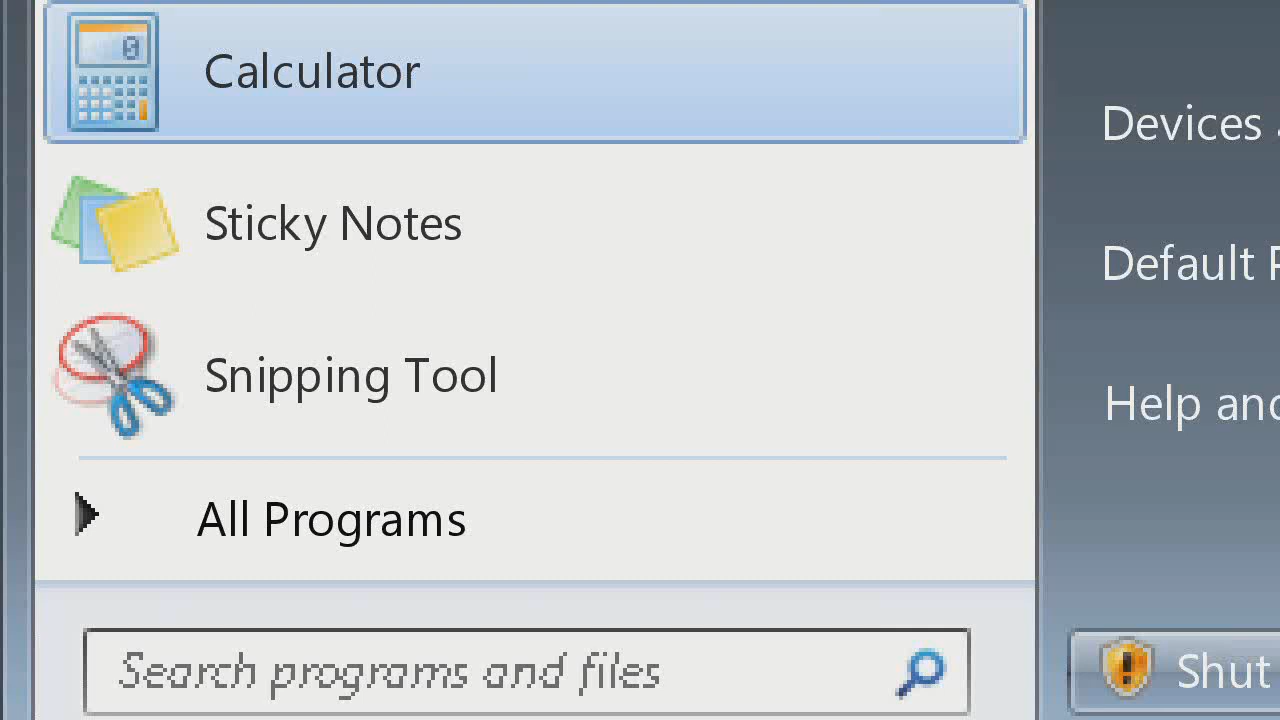 Calculator
Sticky Notes
Snipping Tool
All Programs
Search programs and files
Devices
Default
Help and
Shut